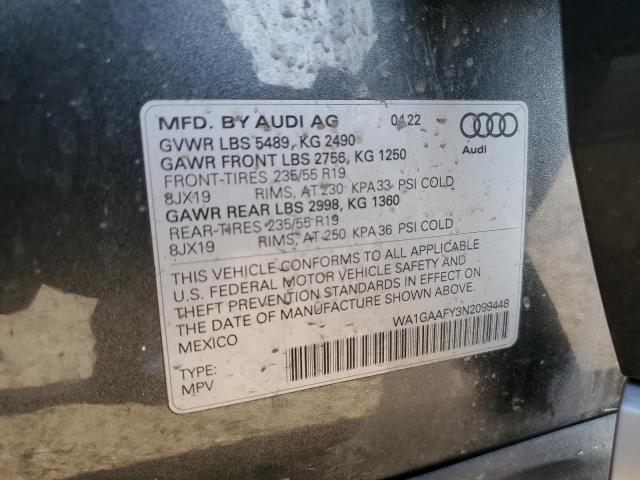 MFD. BY AUDI AG 04 22
Audi
GVWR LBS 5489, KG 2490
GAWR FRONT LBS 2756, KG 1250
FRONT-TIRES 235/55 R19
8JX19 RIMS, AT 230 KPA 33 PSI COLD
GAWR REAR LBS 2998, KG 1360
REAR-TIRES 235/55 R19
8JX19 RIMS, AT 250 KPA 36 PSI COLD
THIS VEHICLE CONFORMS TO ALL APPLICABLE
U.S. FEDERAL MOTOR VEHICLE SAFETY AND
THEFT PREVENTION STANDARDS IN EFFECT ON
THE DATE OF MANUFACTURE SHOWN ABOVE.
MEXICO
WA1GAAFY3N2099448
TYPE:
MPV